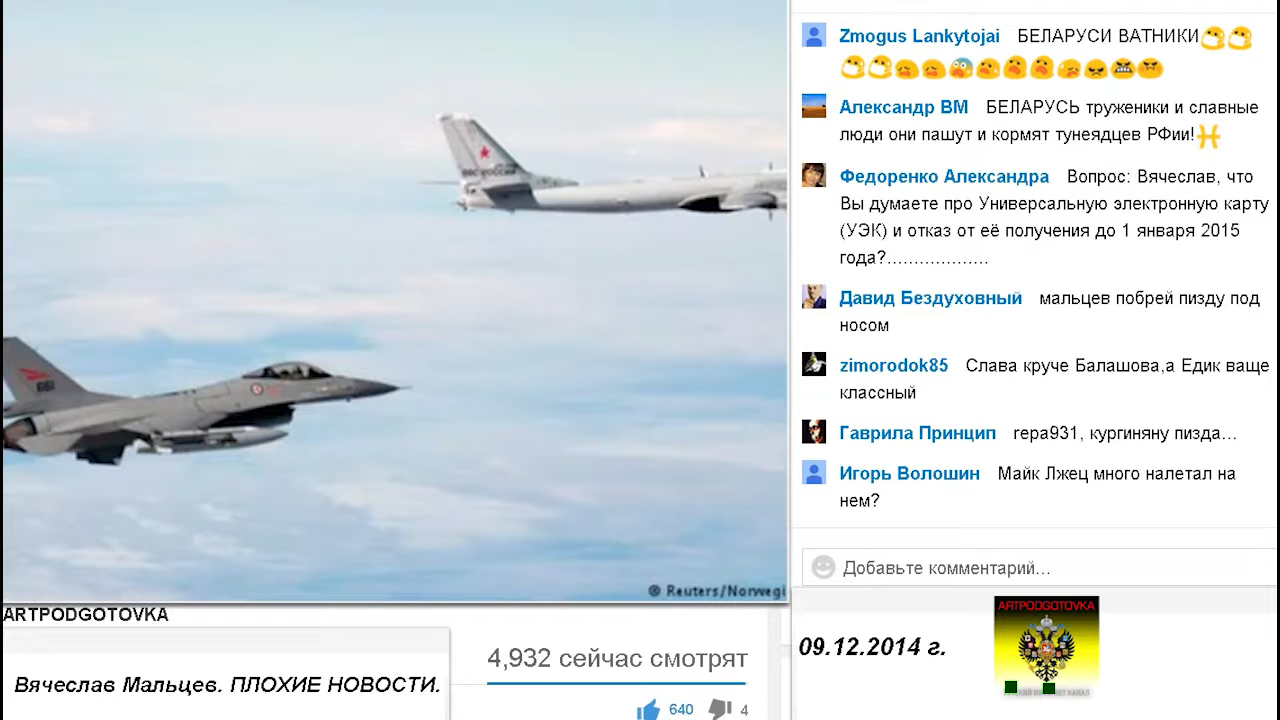 Zmogus Lankytojai БЕЛАРУСИ ВАТНИКИ
Александр ВМ БЕЛАРУСЬ труженики и славные
люди они пашут и кормят тунеядцев РФии!
Федоренко Александра Вопрос: Вячеслав, что
Вы думаете про Универсальную электронную карту
(УЭК) и отказ от её получения до 1 января 2015
года?...................
Давид Бездуховный мальцев побрей пизду под
носом
zimorodok85 Слава круче Балашова,а Едик ваще
классный
Гаврила Принцип repa931, кургиняну пизда...
Игорь Волошин Майк Лжец много налетал на
нем?
Добавьте комментарий...
661
© Reuters/Norwegi
ARTPODGOTOVKA
Вячеслав Мальцев. ПЛОХИЕ НОВОСТИ.
4,932 сейчас смотрят
640 4
09.12.2014 г.
ARTPODGOTOVKA